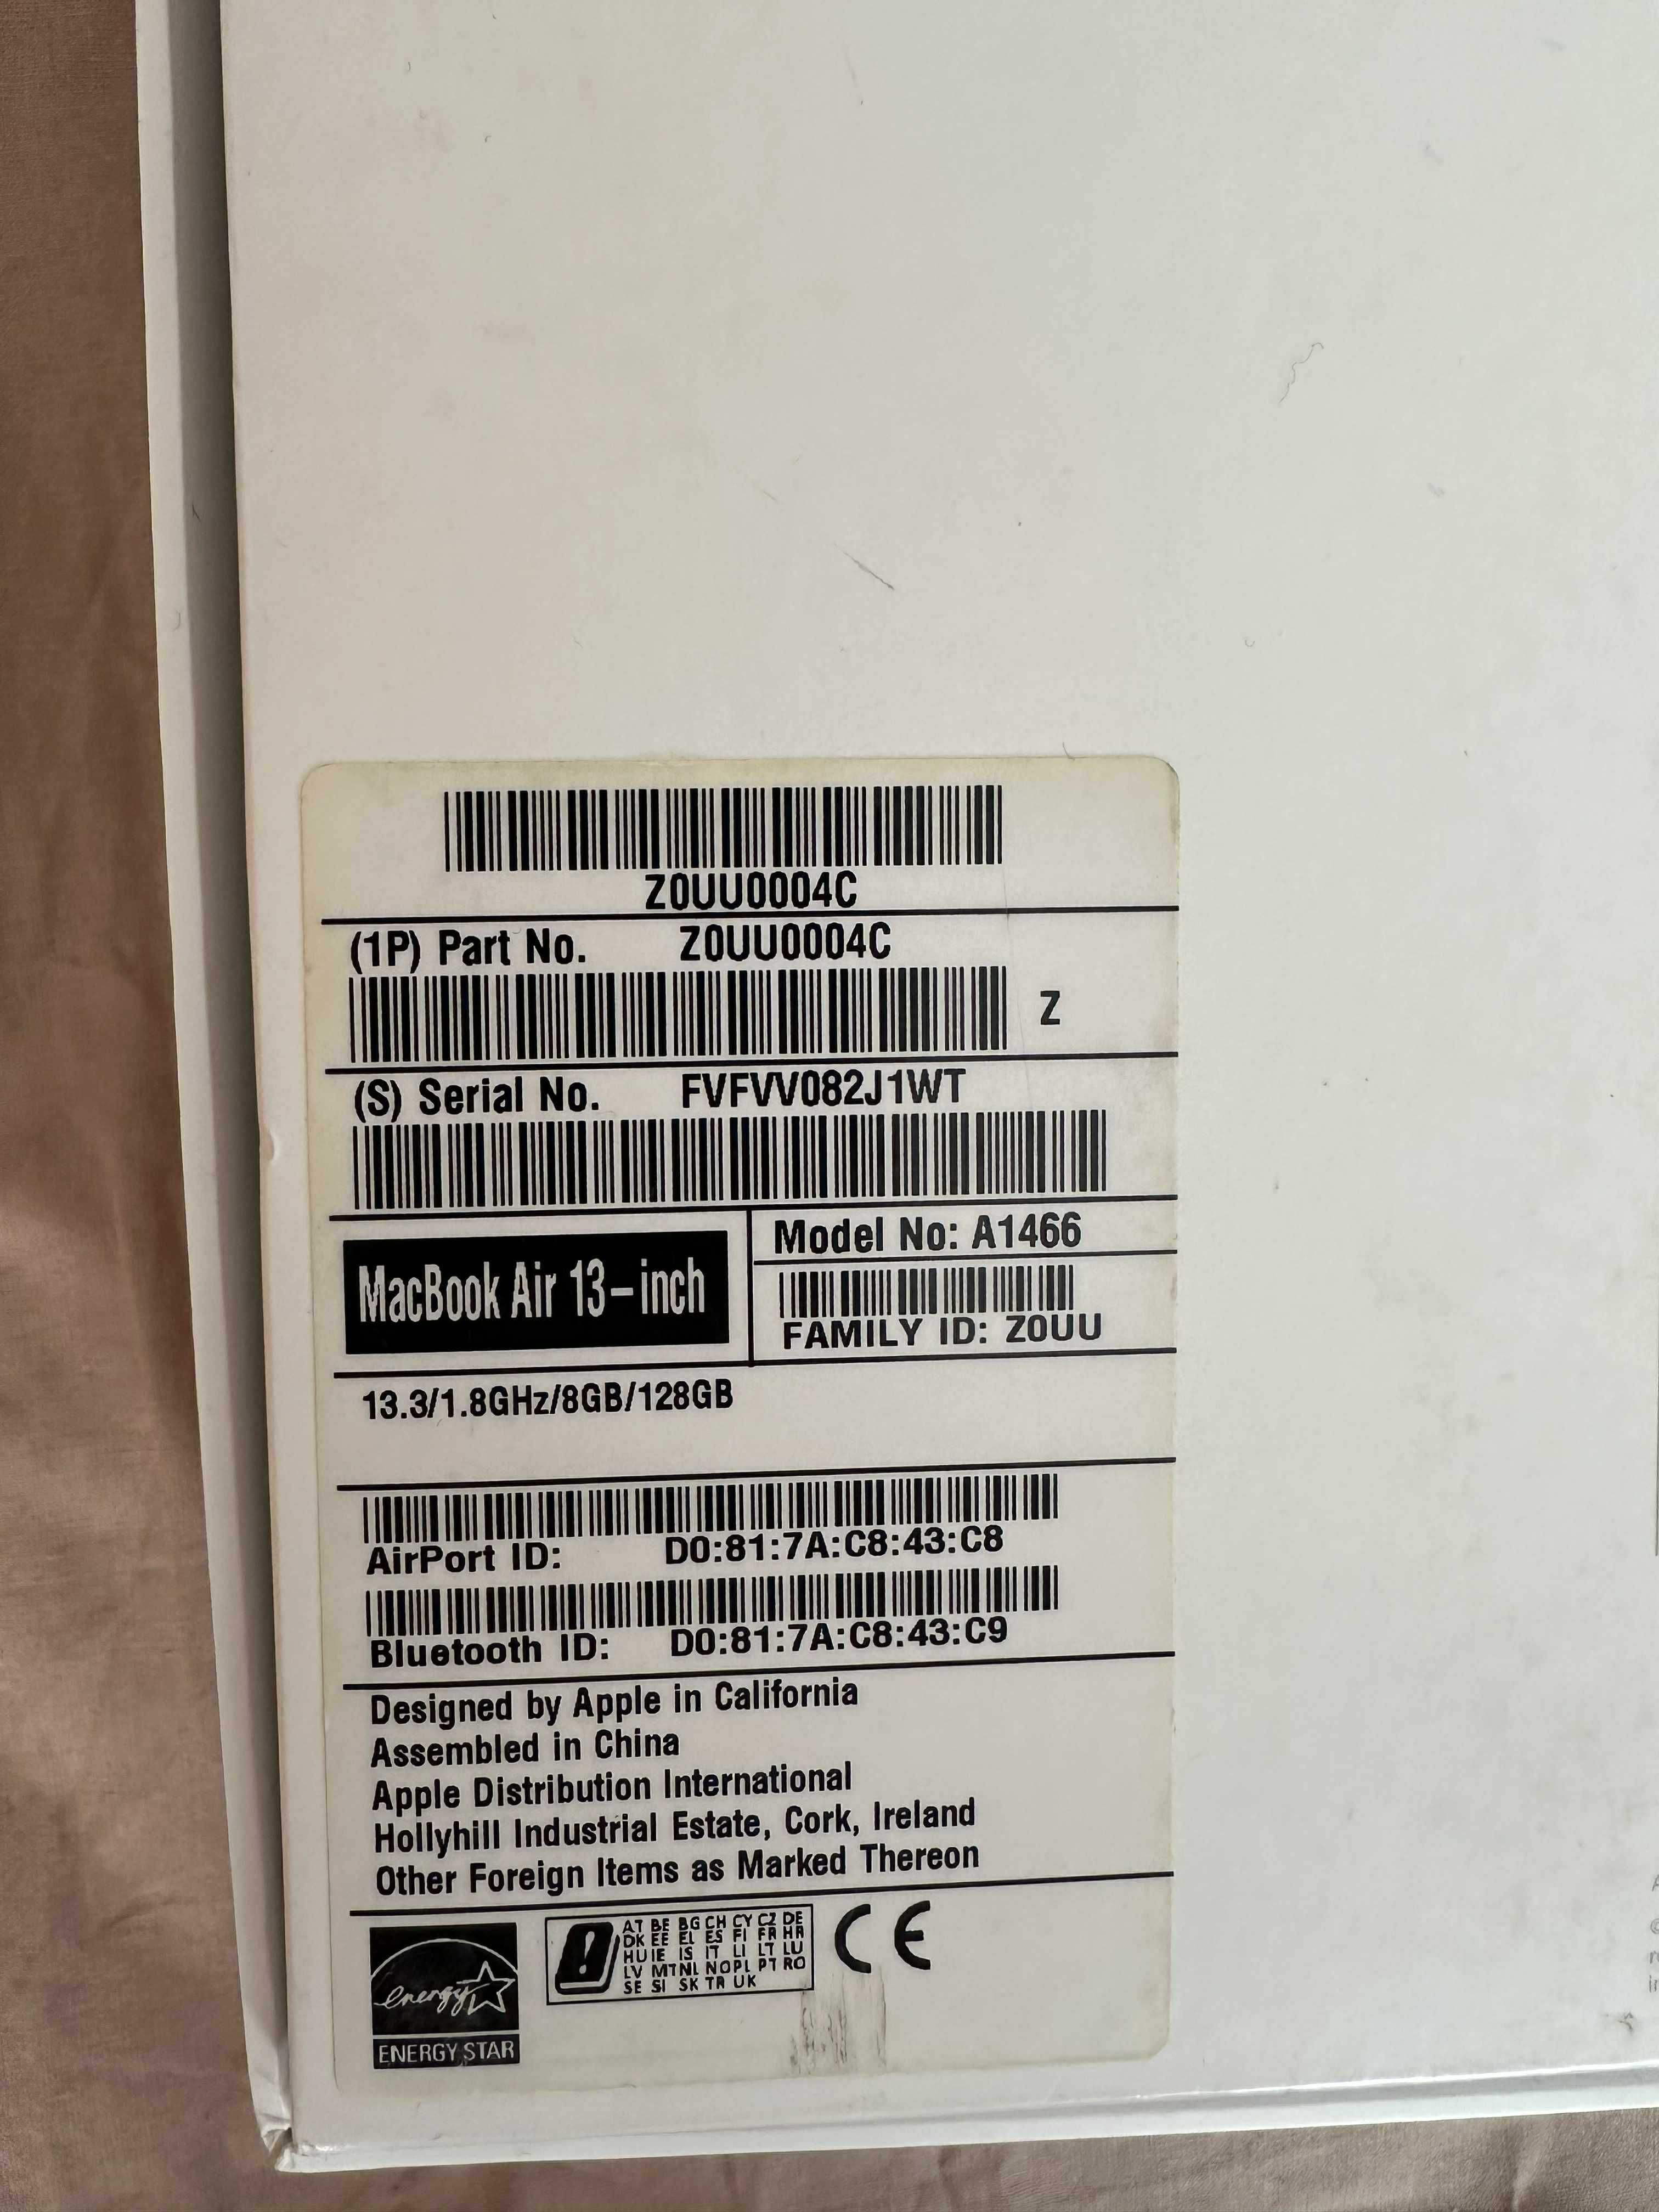 Z0UU0004C
(1P) Part No. Z0UU0004C
Z
(S) Serial No. FVFVV082J1WT
MacBook Air 13-inch
Model No: A1466
FAMILY ID: Z0UU
13.3/1.8GHz/8GB/128GB
AirPort ID: D0:81:7A:C8:43:C8
Bluetooth ID: D0:81:7A:C8:43:C9
Designed by Apple in California
Assembled in China
Apple Distribution International
Hollyhill Industrial Estate, Cork, Ireland
Other Foreign Items as Marked Thereon
energy
ENERGY STAR
AT BE BG CH CY CZ DE
DK EE EL ES FI FR HR
HU IE IS IT LI LT LU
LV MT NL NO PL PT RO
SE SI SK TR UK
CE